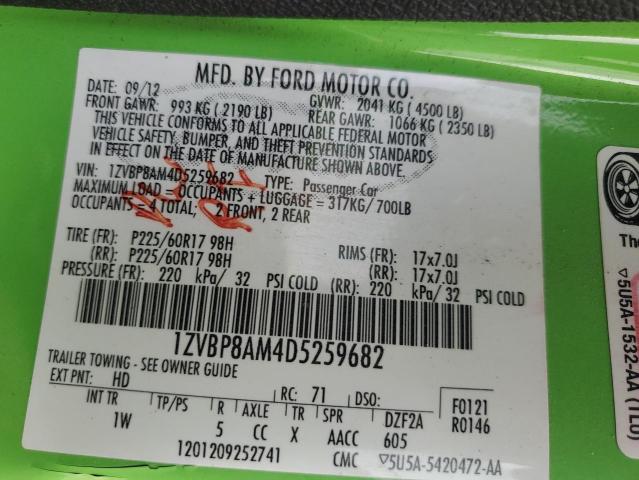 MFD. BY FORD MOTOR CO.
DATE: 09/12 GVWR: 2041 KG (4500 LB)
FRONT GAWR: 993 KG (2190 LB) REAR GAWR: 1066 KG (2350 LB)
THIS VEHICLE CONFORMS TO ALL APPLICABLE FEDERAL MOTOR
VEHICLE SAFETY, BUMPER, AND THEFT PREVENTION STANDARDS
IN EFFECT ON THE DATE OF MANUFACTURE SHOWN ABOVE.
VIN: 1ZVBP8AM4D5259682 TYPE: Passenger Car
MAXIMUM LOAD = OCCUPANTS + LUGGAGE = 317KG/700LB
OCCUPANTS- 4 TOTAL; 2 FRONT, 2 REAR
TIRE (FR): P225/60R17 98H RIMS (FR): 17x7.0J
(RR): P225/60R17 98H (RR): 17x7.0J
PRESSURE (FR): 220 kPa/ 32 PSI COLD (RR): 220 kPa/ 32 PSI COLD
1ZVBP8AM4D5259682
TRAILER TOWING - SEE OWNER GUIDE
EXT PNT: HD RC: 71 DSO: F0121
INT TR TP/PS R AXLE TR SPR DZF2A R0146
1W 5 CC X AACC 605
1201209252741 CMC ▽5U5A-5420472-AA
The
▽5U5A-1532-AA (TLD)